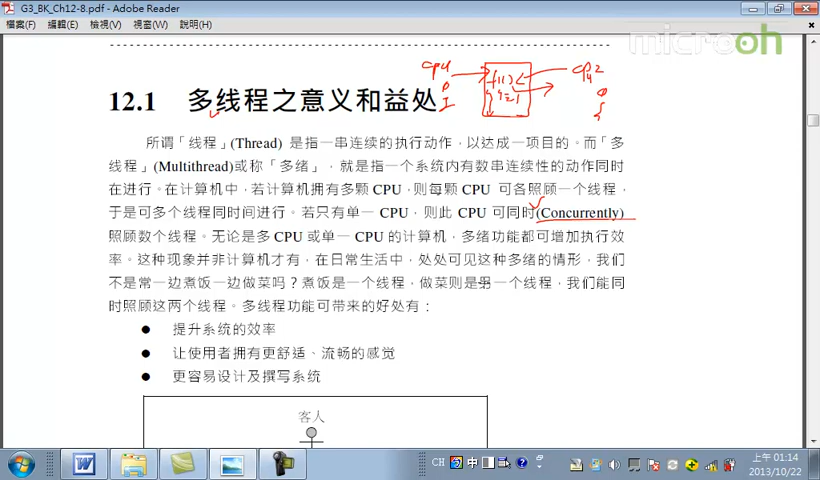 G3_BK_Ch12-8.pdf - Adobe Reader
檔案(F) 編輯(E) 檢視(V) 視窗(W) 說明(H)
microoh
cpu
cpu 2
f1()
12.1 多线程之意义和益处
所谓「线程」(Thread) 是指一串连续的执行动作，以达成一项目的。而「多
线程」(Multithread)或称「多绪」，就是指一个系统内有数串连续性的动作同时
在进行。在计算机中，若计算机拥有多颗 CPU，则每颗 CPU 可各照顾一个线程，
于是可多个线程同时间进行。若只有单一 CPU，则此 CPU 可同时(Concurrently)
照顾数个线程。无论是多 CPU 或单一 CPU 的计算机，多绪功能都可增加执行效
率。这种现象并非计算机才有，在日常生活中，处处可见这种多绪的情形，我们
不是常一边煮饭一边做菜吗？煮饭是一个线程，做菜则是另一个线程，我们能同
时照顾这两个线程。多线程功能可带来的好处有：
● 提升系统的效率
● 让使用者拥有更舒适、流畅的感觉
● 更容易设计及撰写系统
客人
CH 中
上午 01:14
2013/10/22